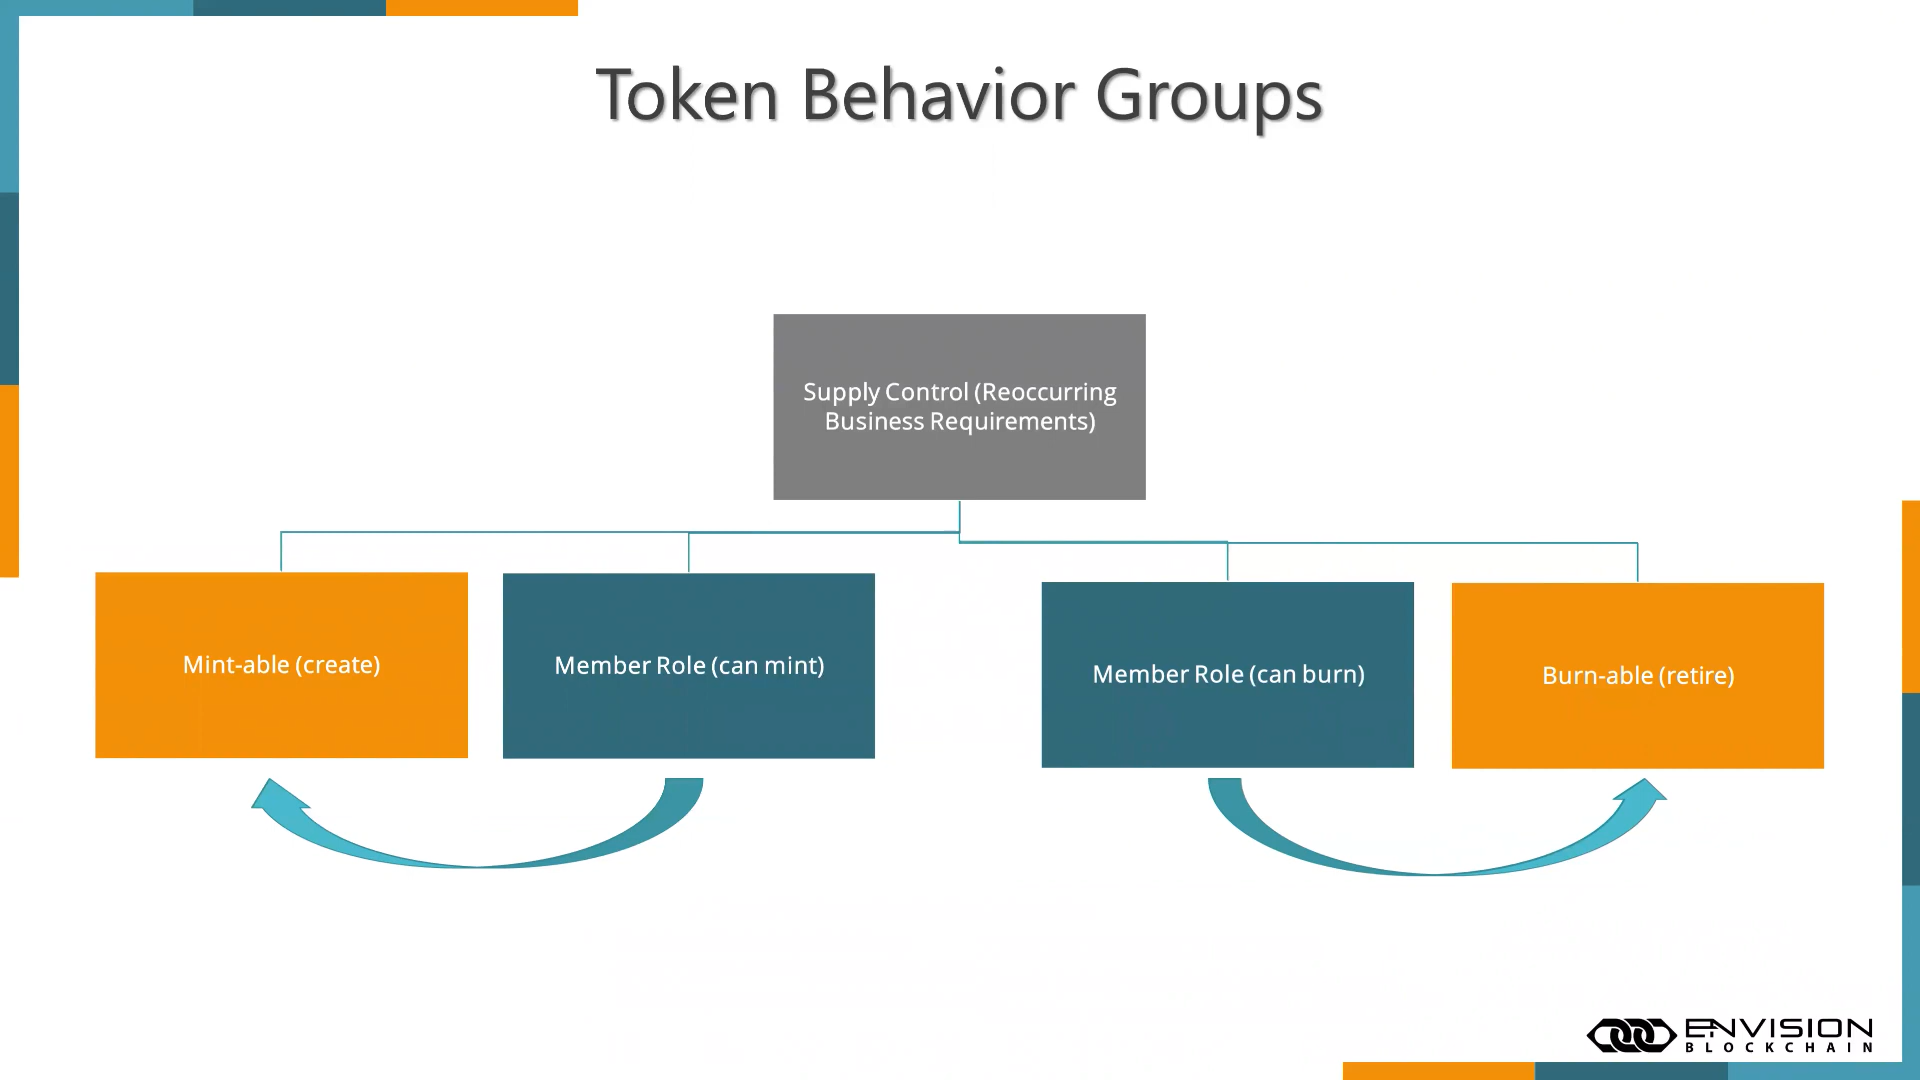 Token Behavior Groups
Supply Control (Reoccurring
Business Requirements)
Mint-able (create)
Member Role (can mint)
Member Role (can burn)
Burn-able (retire)
ENVISION
BLOCKCHAIN